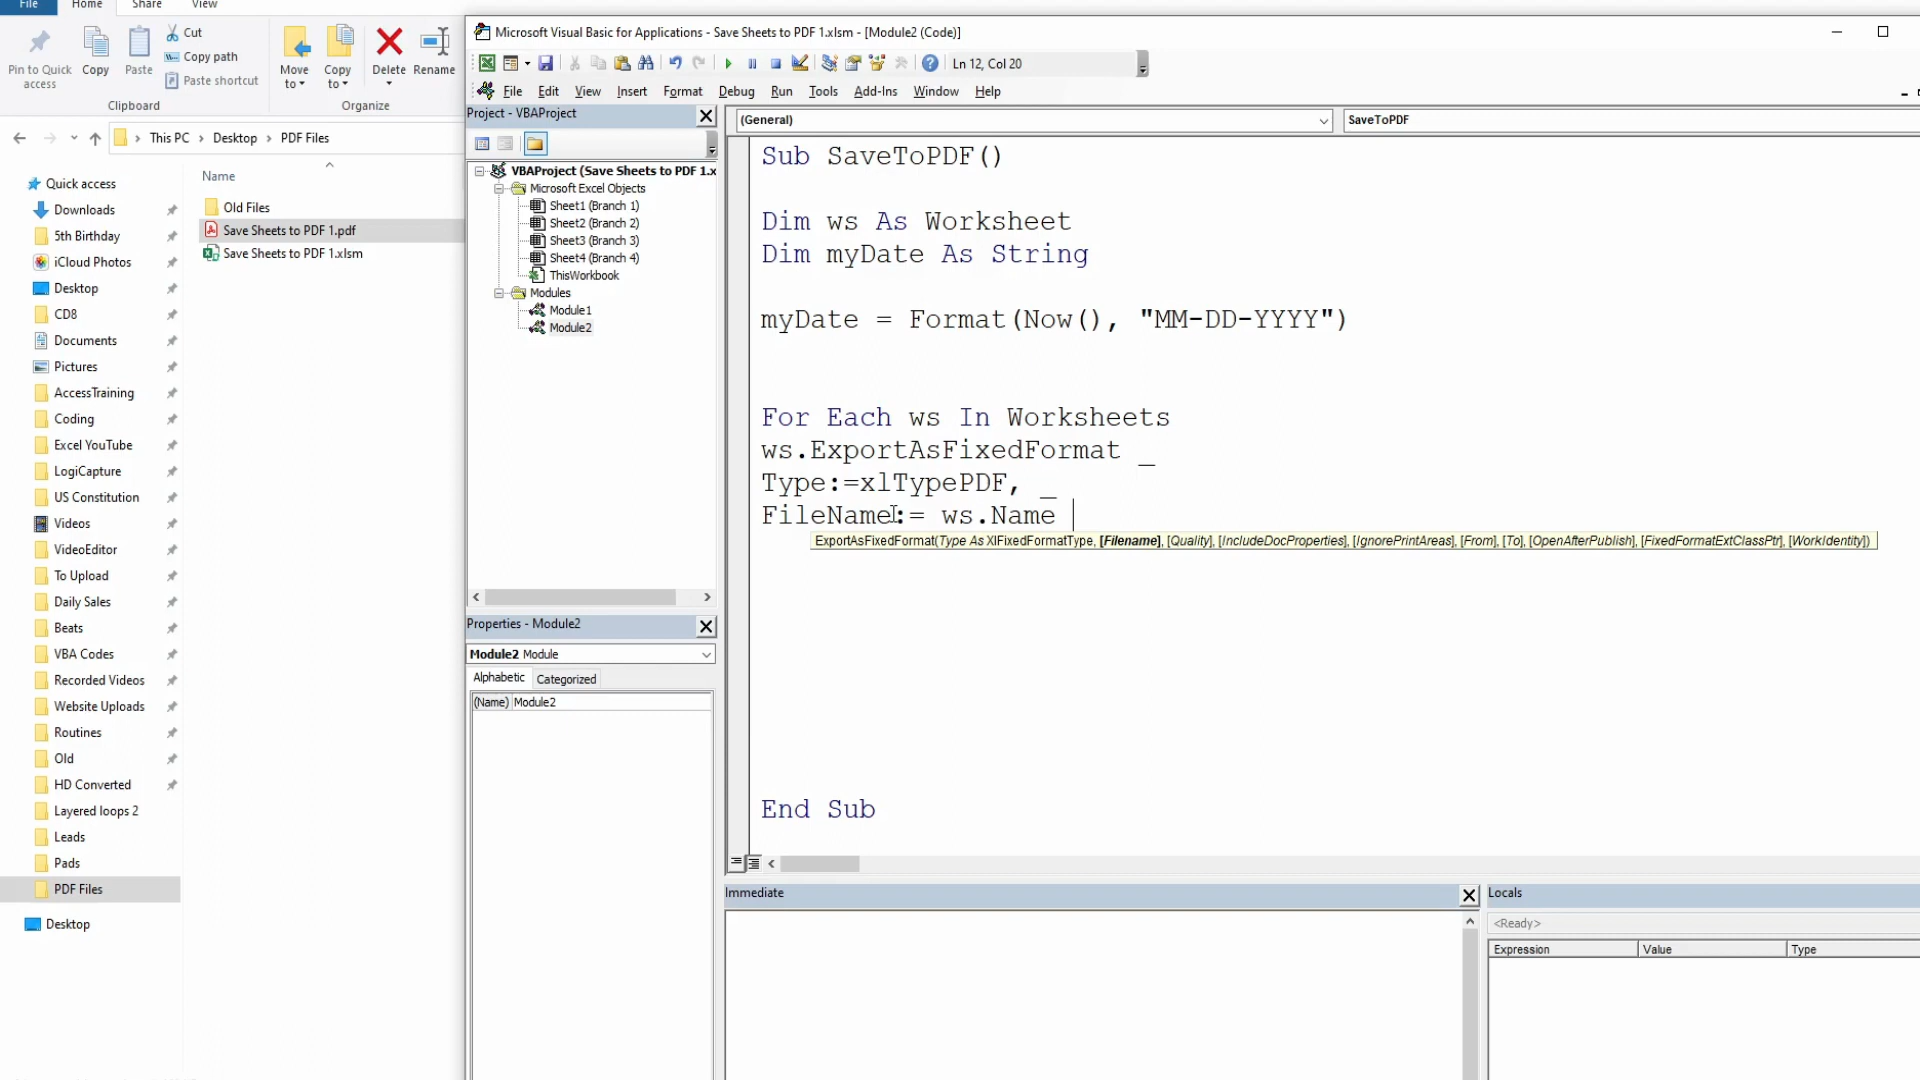 File
Home
Share
View
Pin to Quick access
Copy
Paste
Cut
Copy path
Paste shortcut
Clipboard
Move to
Copy to
Delete
Rename
Organize
This PC
Desktop
PDF Files
Name
Old Files
Save Sheets to PDF 1.pdf
Save Sheets to PDF 1.xlsm
Quick access
Downloads
5th Birthday
iCloud Photos
Desktop
CD8
Documents
Pictures
AccessTraining
Coding
Excel YouTube
LogiCapture
US Constitution
Videos
VideoEditor
To Upload
Daily Sales
Beats
VBA Codes
Recorded Videos
Website Uploads
Routines
Old
HD Converted
Layered loops 2
Leads
Pads
PDF Files
Desktop
Microsoft Visual Basic for Applications - Save Sheets to PDF 1.xlsm - [Module2 (Code)]
Ln 12, Col 20
File Edit View Insert Format Debug Run Tools Add-Ins Window Help
Project - VBAProject
VBAProject (Save Sheets to PDF 1.x
Microsoft Excel Objects
Sheet1 (Branch 1)
Sheet2 (Branch 2)
Sheet3 (Branch 3)
Sheet4 (Branch 4)
ThisWorkbook
Modules
Module1
Module2
Properties - Module2
Module2 Module
Alphabetic
Categorized
(Name) Module2
(General)
SaveToPDF
Sub SaveToPDF()
Dim ws As Worksheet
Dim myDate As String
myDate = Format(Now(), "MM-DD-YYYY")
For Each ws In Worksheets
ws.ExportAsFixedFormat _
Type:=xlTypePDF, _
FileName:= ws.Name
ExportAsFixedFormat(Type As XlFixedFormatType, [Filename], [Quality], [IncludeDocProperties], [IgnorePrintAreas], [From], [To], [OpenAfterPublish], [FixedFormatExtClassPtr], [WorkIdentity])
End Sub
Immediate
Locals
<Ready>
Expression
Value
Type